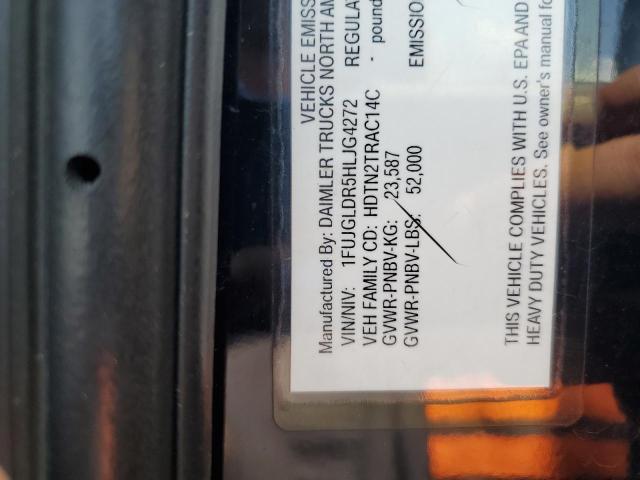 VEHICLE EMISS
Manufactured By: DAIMLER TRUCKS NORTH AM
VIN/NIV: 1FUJGLDR5HLJG4272 REGULAT
VEH FAMILY CD: HDTN2TRAC14C - pound
GVWR-PNBV-KG: 23,587
GVWR-PNBV-LBS: 52,000 EMISSIO
THIS VEHICLE COMPLIES WITH U.S. EPA AND
HEAVY DUTY VEHICLES. See owner's manual fo